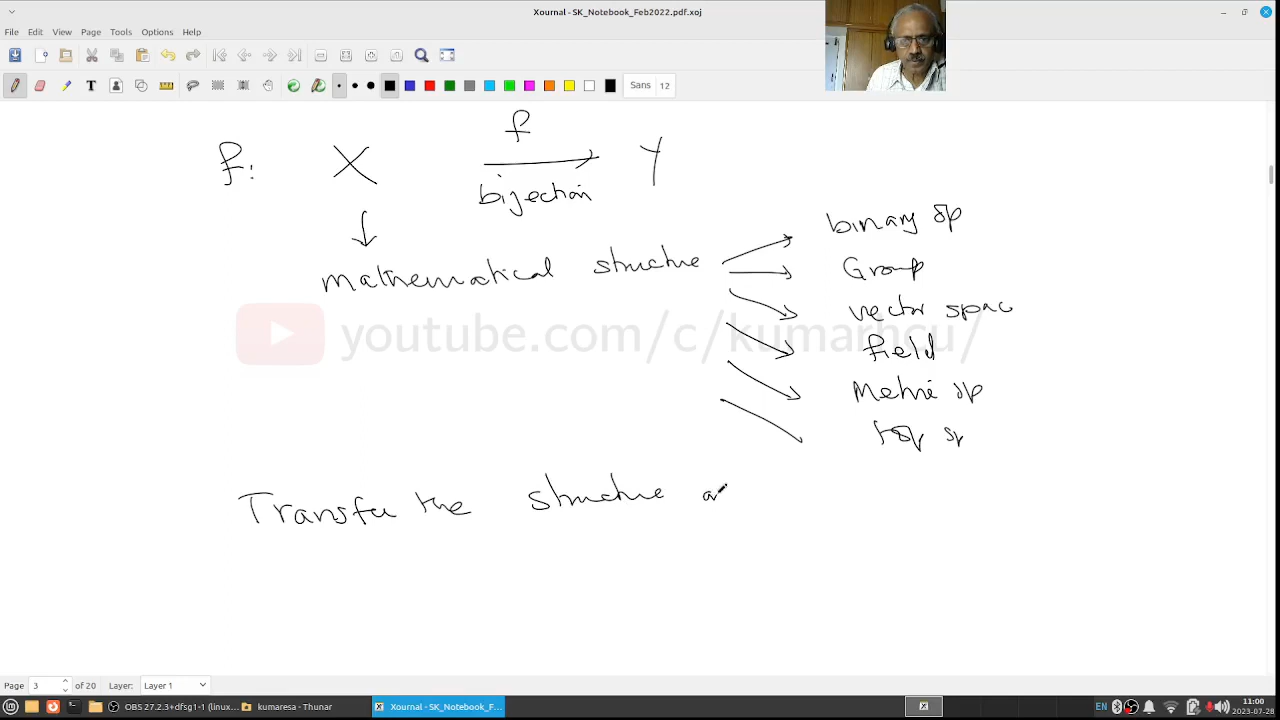 Xournal - SK_Notebook_Feb2022.pdf.xoj
File Edit View Page Tools Options Help
Sans 12
f
f: X Y
bijection
binary op
mathematical structure
Group
vector spac
youtube.com/c/kumarhcu/
field
Metric sp
top sp
Transfer the structure
Page 3 of 20 Layer: Layer 1
OBS 27.2.3+dfsg1-1 (linux... kumaresa - Thunar Xournal - SK_Notebook_F... EN 11:00
2023-07-28